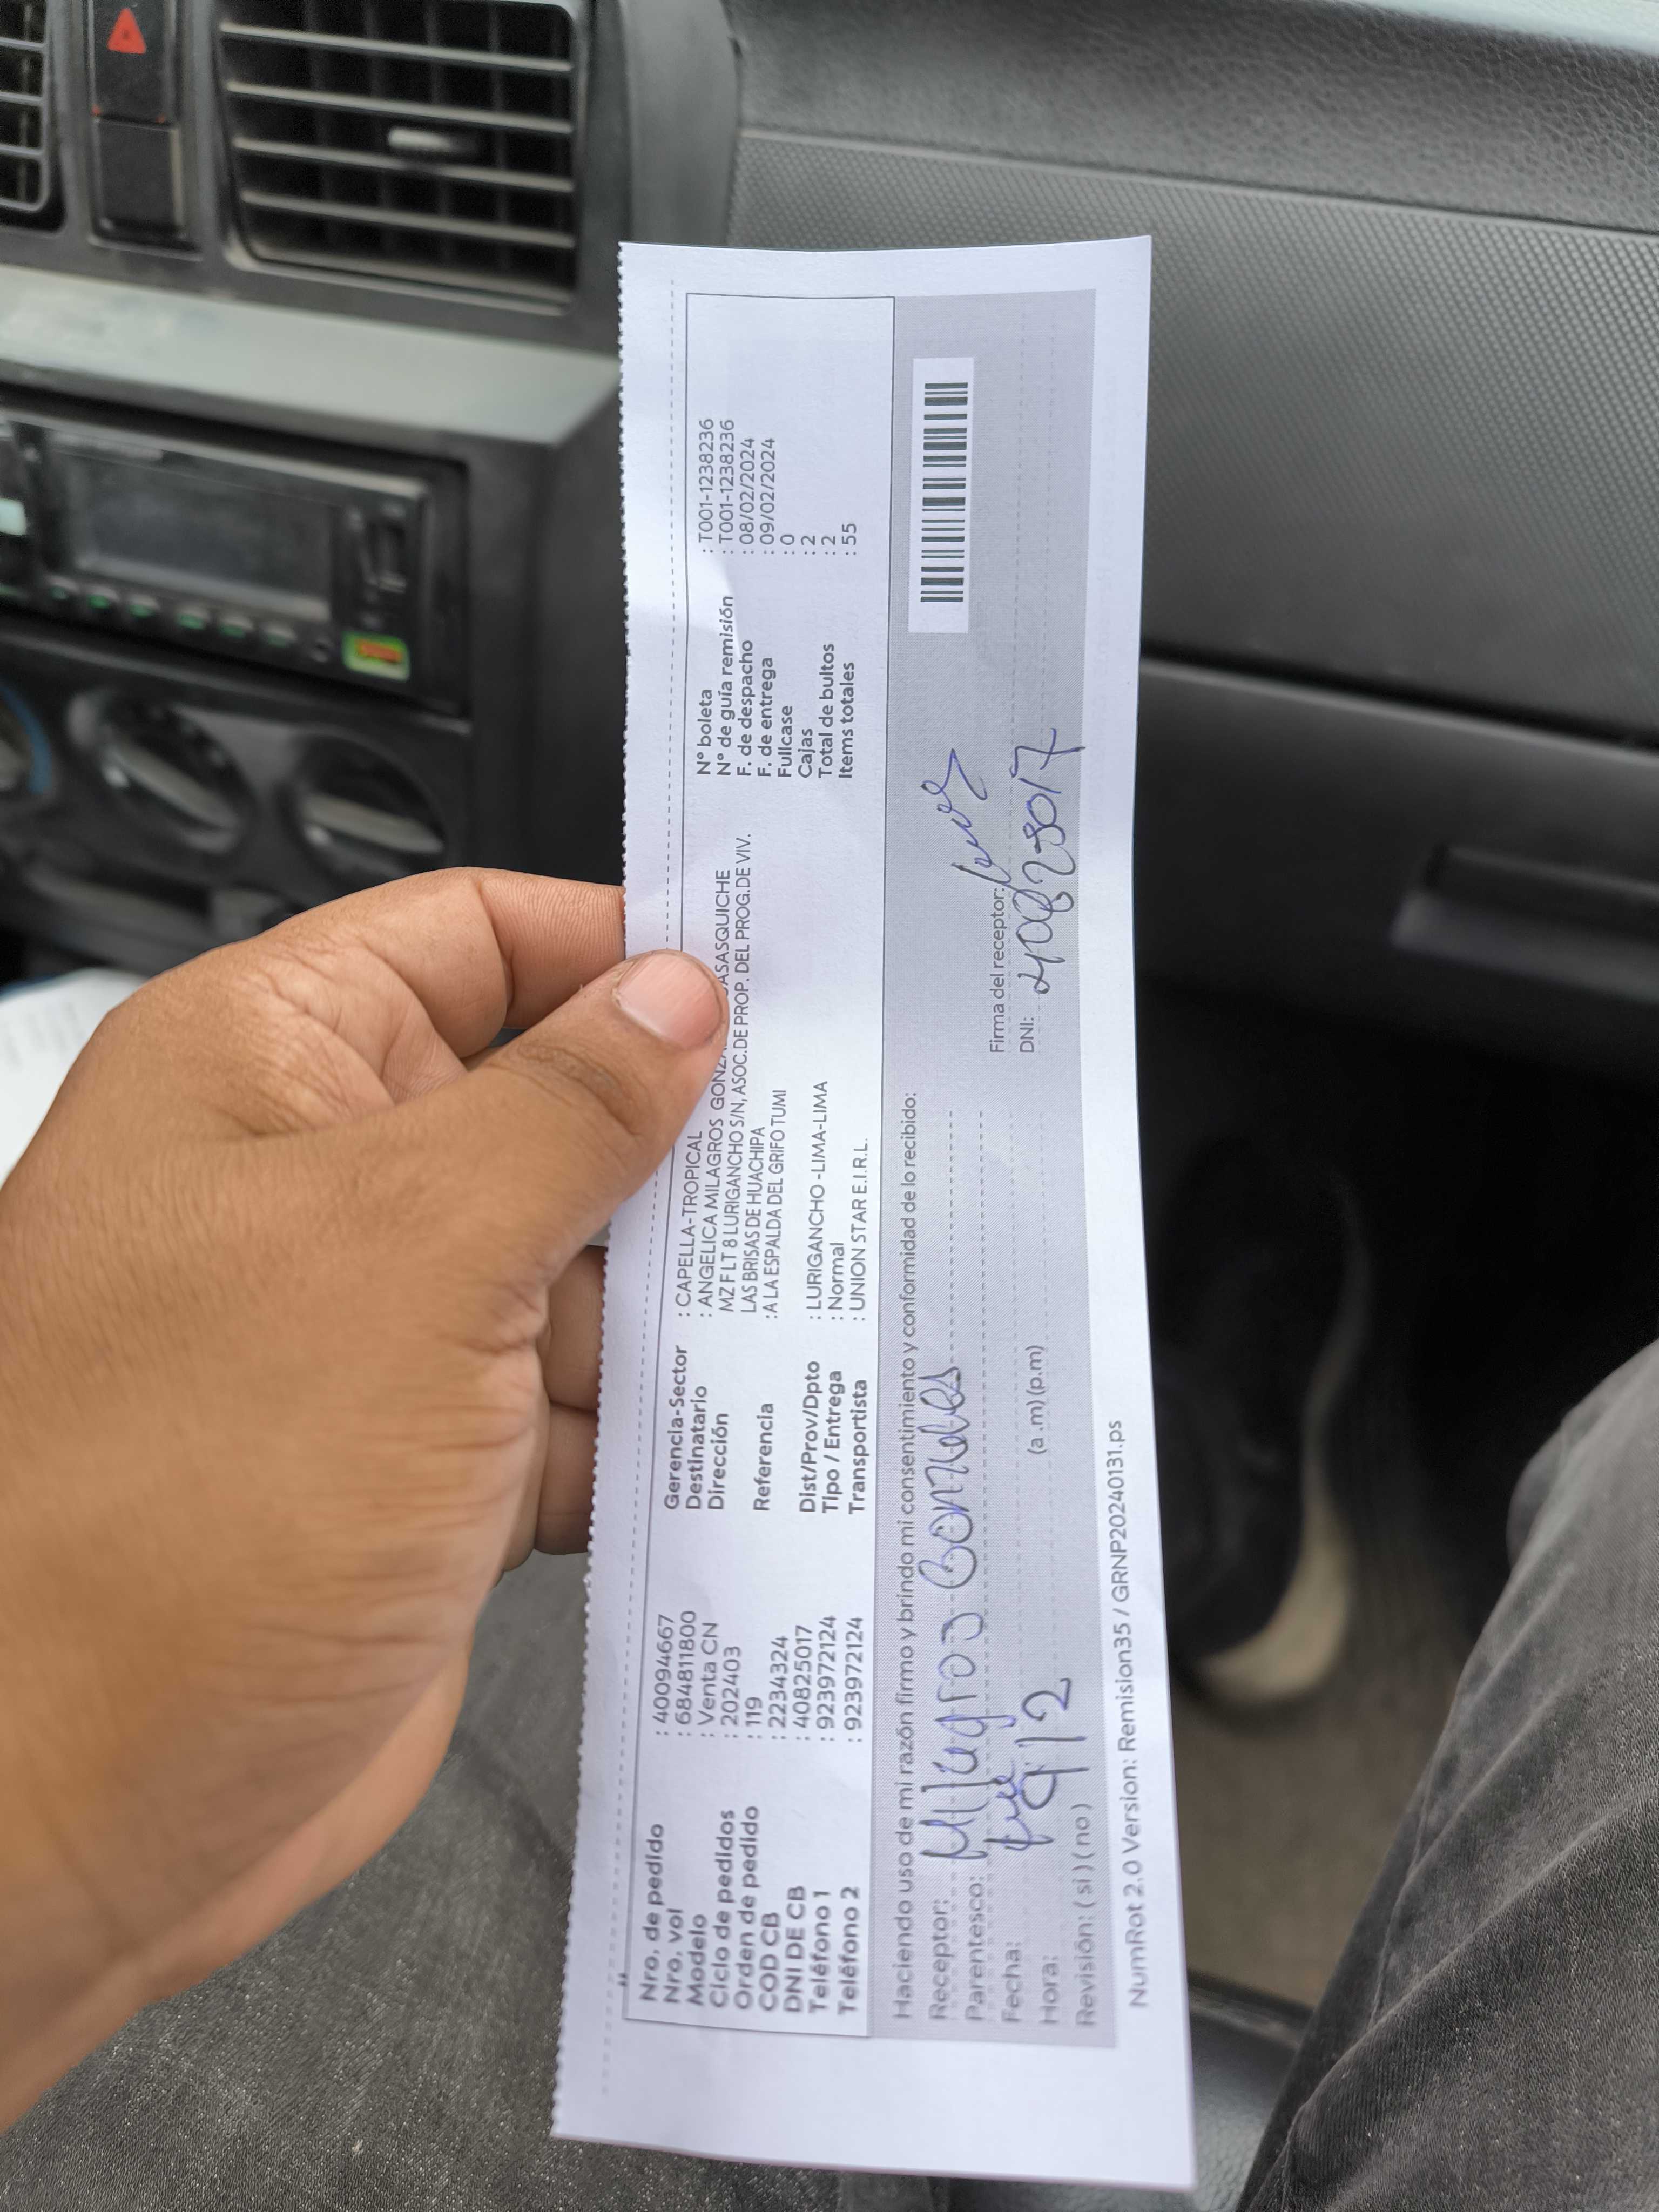 Nro. de pedido : 40094667
Nro. vol : 684811800
Modelo : Venta CN
Ciclo de pedidos : 202403
Orden de pedido : 119
COD CB : 2234324
DNI DE CB : 40825017
Teléfono 1 : 923972124
Teléfono 2 : 923972124
Gerencia-Sector : CAPELLA-TROPICAL
Destinatario : ANGELICA MILAGROS GONZA ASASQUICHE
Dirección MZ F LT 8 LURIGANCHO S/N, ASOC.DE PROP. DEL PROG.DE VIV.
LAS BRISAS DE HUACHIPA
Referencia : A LA ESPALDA DEL GRIFO TUMI
Dist/Prov/Dpto : LURIGANCHO -LIMA-LIMA
Tipo / Entrega : Normal
Transportista : UNION STAR E.I.R.L.
N° boleta : T001-1238236
N° de guía remisión : T001-1238236
F. de despacho : 08/02/2024
F. de entrega : 09/02/2024
Fullcase : 0
Cajas : 2
Total de bultos : 2
Items totales : 55
Haciendo uso de mi razón firmo y brindo mi consentimiento y conformidad de lo recibido:
Receptor: Milagros Gonzales
Parentesco:
Fecha: 9/2
Hora: (a .m) (p.m)
Revisión: ( si ) ( no )
Firma del receptor:
DNI: 40825017
NumRot 2.0 Version: Remision35 / GRNP20240131.ps